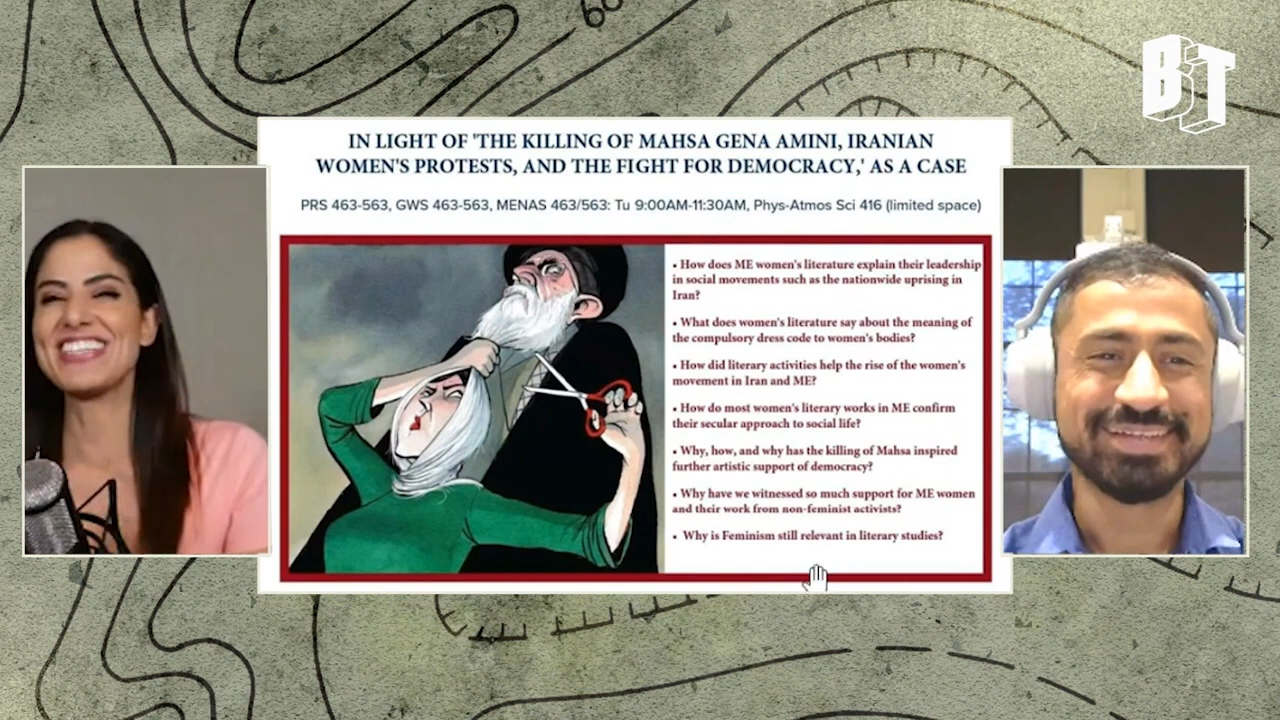 60
BT
IN LIGHT OF 'THE KILLING OF MAHSA GENA AMINI, IRANIAN
WOMEN'S PROTESTS, AND THE FIGHT FOR DEMOCRACY,' AS A CASE
PRS 463-563, GWS 463-563, MENAS 463/563: Tu 9:00AM-11:30AM, Phys-Atmos Sci 416 (limited space)
• How does ME women's literature explain their leadership
in social movements such as the nationwide uprising in
Iran?
• What does women's literature say about the meaning of
the compulsory dress code to women's bodies?
• How did literary activities help the rise of the women's
movement in Iran and ME?
• How do most women's literary works in ME confirm
their secular approach to social life?
• Why, how, and why has the killing of Mahsa inspired
further artistic support of democracy?
• Why have we witnessed so much support for ME women
and their work from non-feminist activists?
• Why is Feminism still relevant in literary studies?